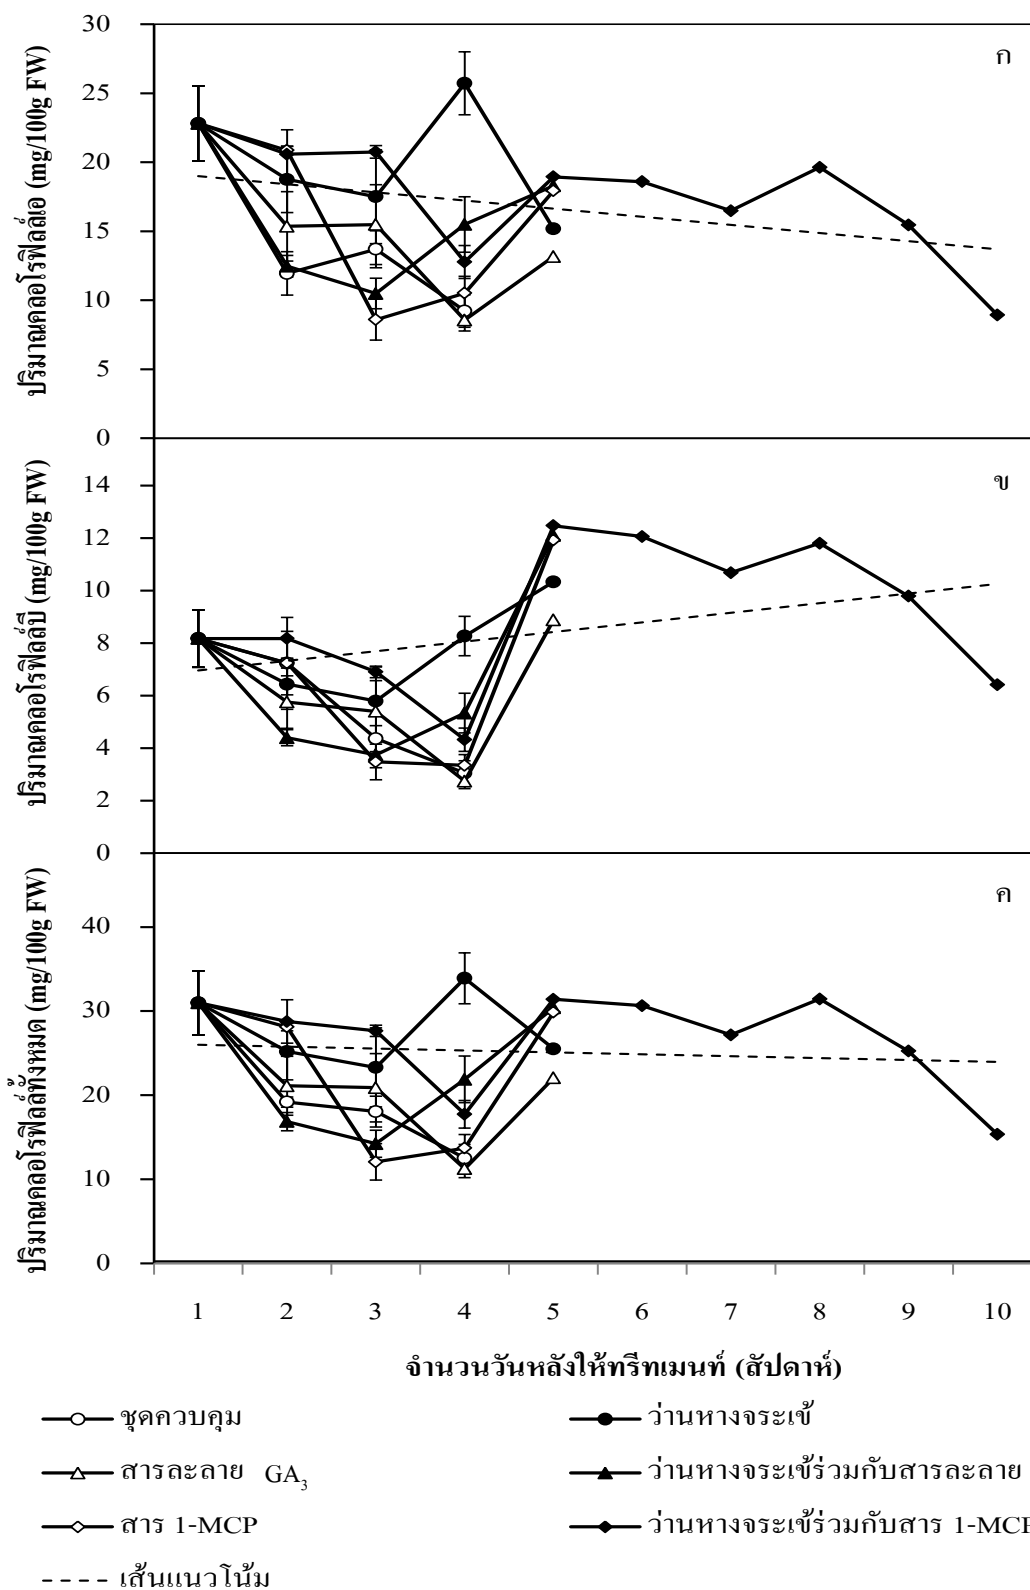 ปริมาณคลอโรฟิลล์เอ (mg/100g FW)
30
25
20
15
10
5
0
ก
ปริมาณคลอโรฟิลล์บี (mg/100g FW)
14
12
10
8
6
4
2
0
ข
ปริมาณคลอโรฟิลล์ทั้งหมด (mg/100g FW)
40
30
20
10
0
ค
1 2 3 4 5 6 7 8 9 10
จำนวนวันหลังให้ทรีทเมนท์ (สัปดาห์)
ชุดควบคุม ว่านหางจระเข้
สารละลาย GA3 ว่านหางจระเข้ร่วมกับสารละลาย
สาร 1-MCP ว่านหางจระเข้ร่วมกับสาร 1-MCP
เส้นแนวโน้ม